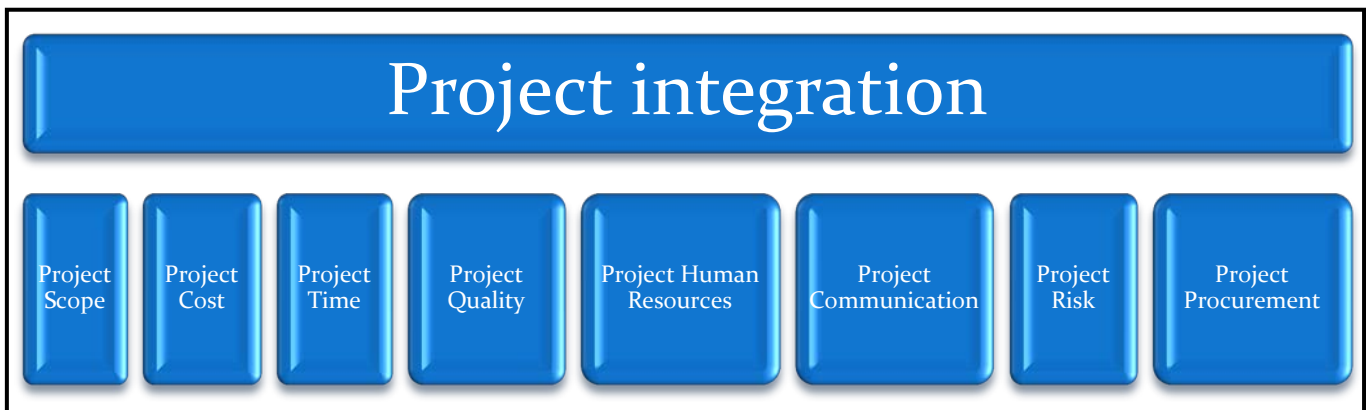 Project integration
Project
Scope
Project
Cost
Project
Time
Project
Quality
Project Human
Resources
Project
Communication
Project
Risk
Project
Procurement